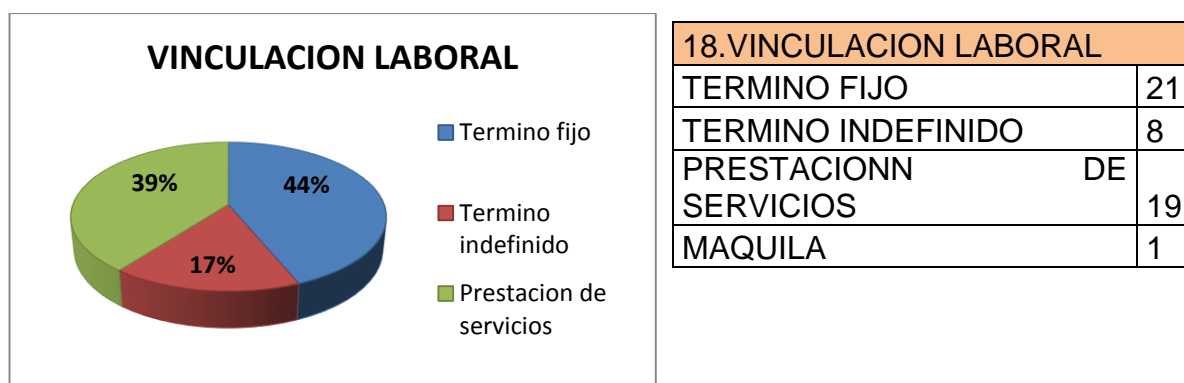 VINCULACION LABORAL
Termino fijo
Termino
indefinido
Prestacion de
servicios
39%
44%
17%
18.VINCULACION LABORAL
TERMINO FIJO 21
TERMINO INDEFINIDO 8
PRESTACIONN DE
SERVICIOS 19
MAQUILA 1